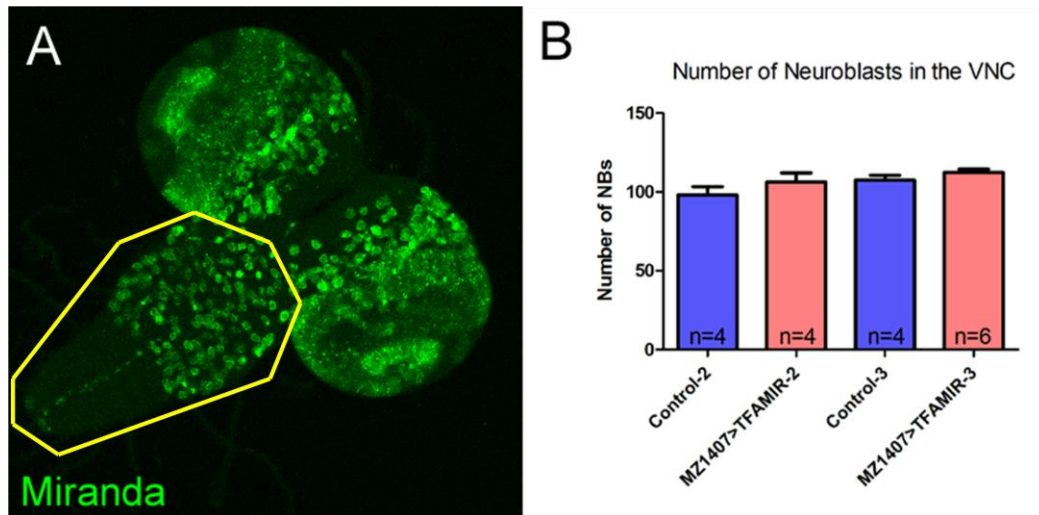 A
Miranda
B
Number of Neuroblasts in the VNC
Number of NBs
150
100
50
0
n=4
n=4
n=4
n=6
Control-2
MZ1407>TFAMIR-2
Control-3
MZ1407>TFAMIR-3